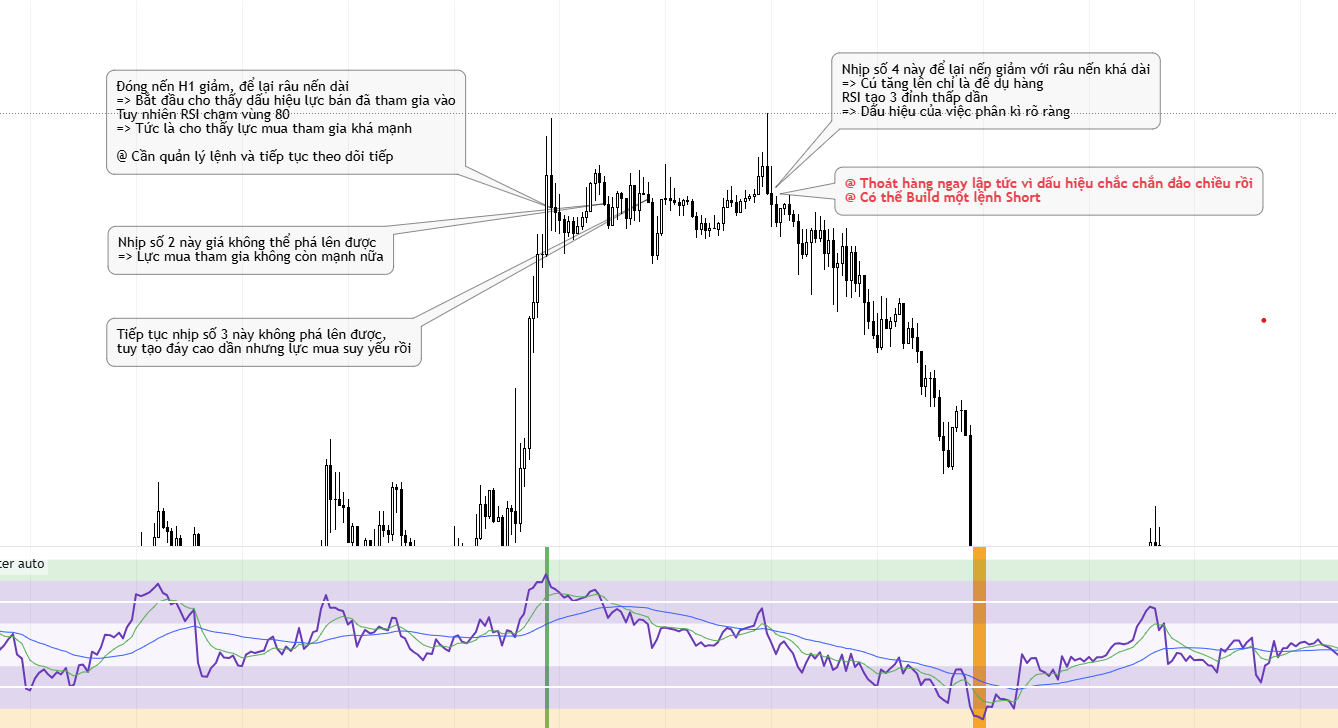 Đóng nến H1 giảm, để lại râu nến dài
=> Bắt đầu cho thấy dấu hiệu lực bán đã tham gia vào
Tuy nhiên RSI chạm vùng 80
=> Tức là cho thấy lực mua tham gia khá mạnh
@ Cần quản lý lệnh và tiếp tục theo dõi tiếp
Nhịp số 2 này giá không thể phá lên được
=> Lực mua tham gia không còn mạnh nữa
Tiếp tục nhịp số 3 này không phá lên được,
tuy tạo đáy cao dần nhưng lực mua suy yếu rồi
Nhịp số 4 này để lại nến giảm với râu nến khá dài
=> Cú tăng lên chỉ là để dụ hàng
RSI tạo 3 đỉnh thấp dần
=> Dấu hiệu của việc phân kì rõ ràng
@ Thoát hàng ngay lập tức vì dấu hiệu chắc chắn đảo chiều rồi
@ Có thể Build một lệnh Short
ter auto